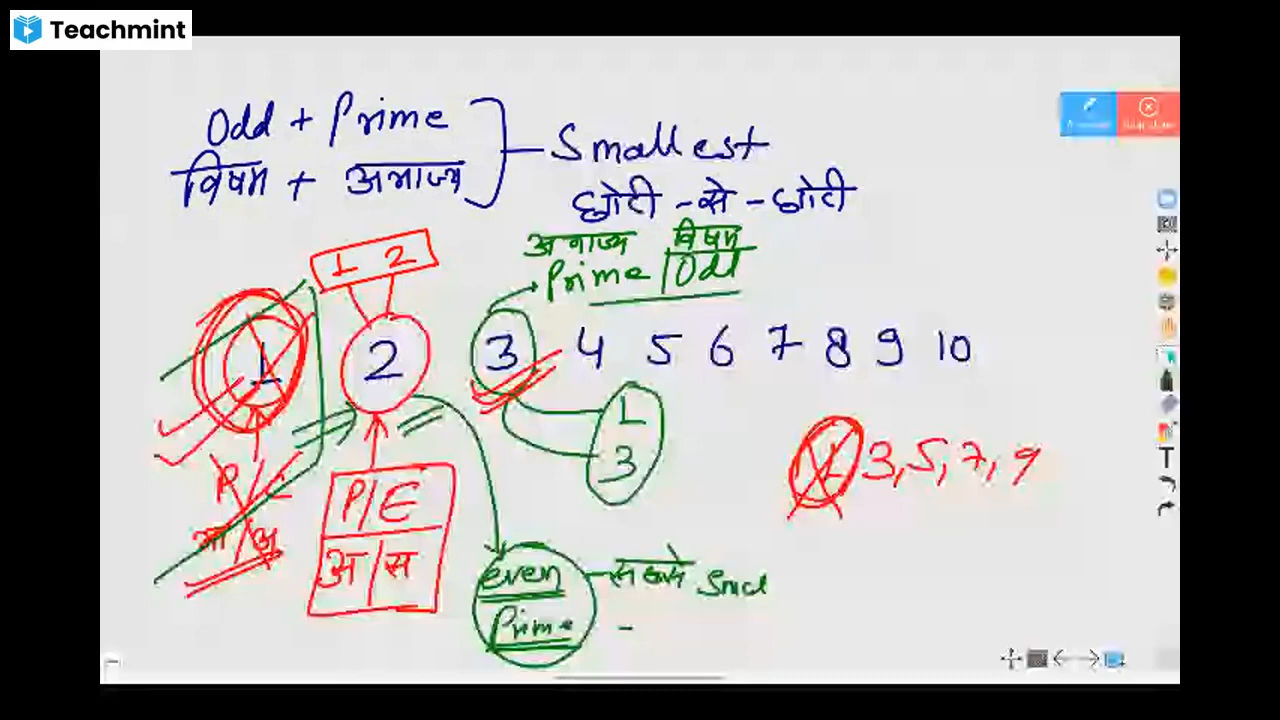 Teachmint
Odd + Prime
विषम + अभाज्य
Smallest
छोटी - से - छोटी
अभाज्य विषम
Prime | Odd
1 2
1 2 3 4 5 6 7 8 9 10
1
3
1 3, 5, 7, 9
P/C
भा/अ
P/E
अ/स
even
Prime
सबसे